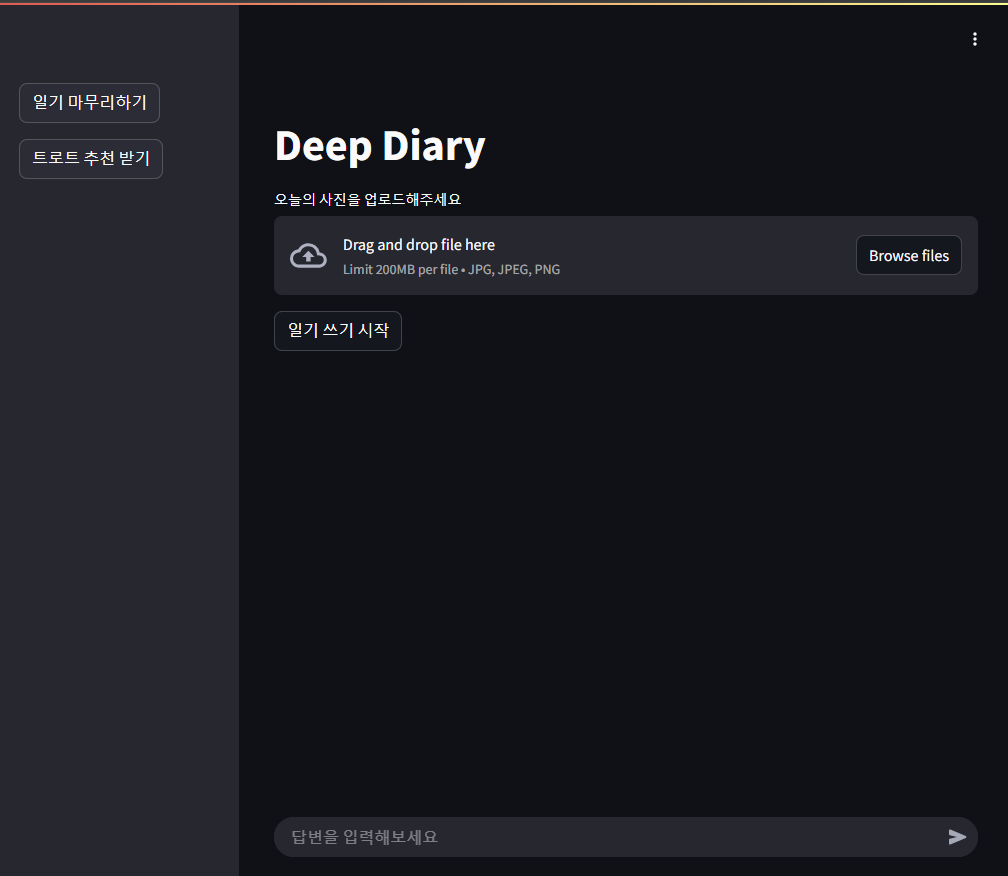 일기 마무리하기
트로트 추천 받기
Deep Diary
오늘의 사진을 업로드해주세요
Drag and drop file here
Limit 200MB per file • JPG, JPEG, PNG
Browse files
일기 쓰기 시작
답변을 입력해보세요